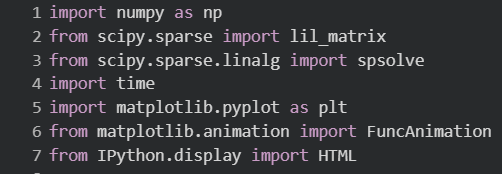 1 import numpy as np
2 from scipy.sparse import lil_matrix
3 from scipy.sparse.linalg import spsolve
4 import time
5 import matplotlib.pyplot as plt
6 from matplotlib.animation import FuncAnimation
7 from IPython.display import HTML